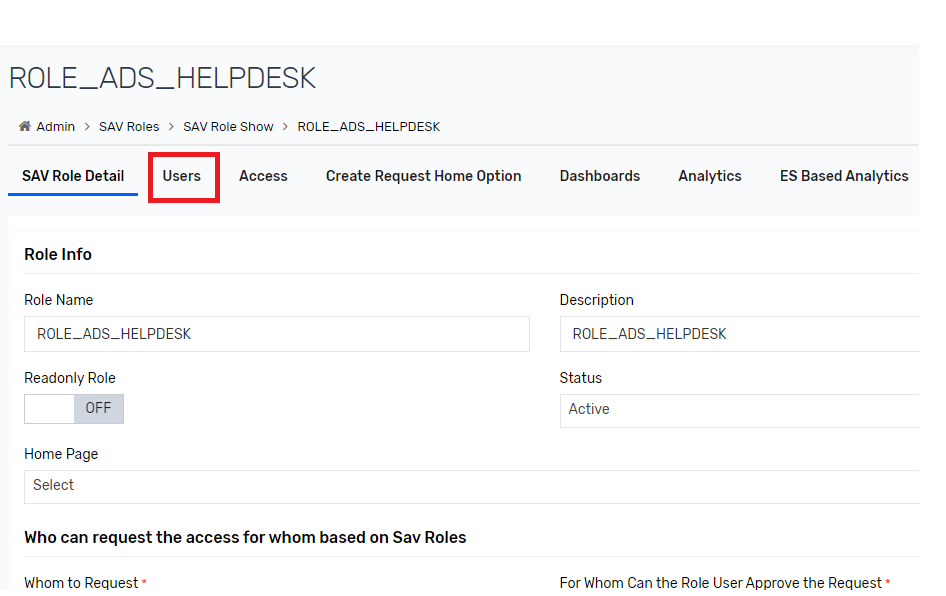 ROLE_ADS_HELPDESK
Admin > SAV Roles > SAV Role Show > ROLE_ADS_HELPDESK
SAV Role Detail Users Access Create Request Home Option Dashboards Analytics ES Based Analytics
Role Info
Role Name Description
ROLE_ADS_HELPDESK ROLE_ADS_HELPDESK
Readonly Role Status
OFF Active
Home Page
Select
Who can request the access for whom based on Sav Roles
Whom to Request * For Whom Can the Role User Approve the Request *